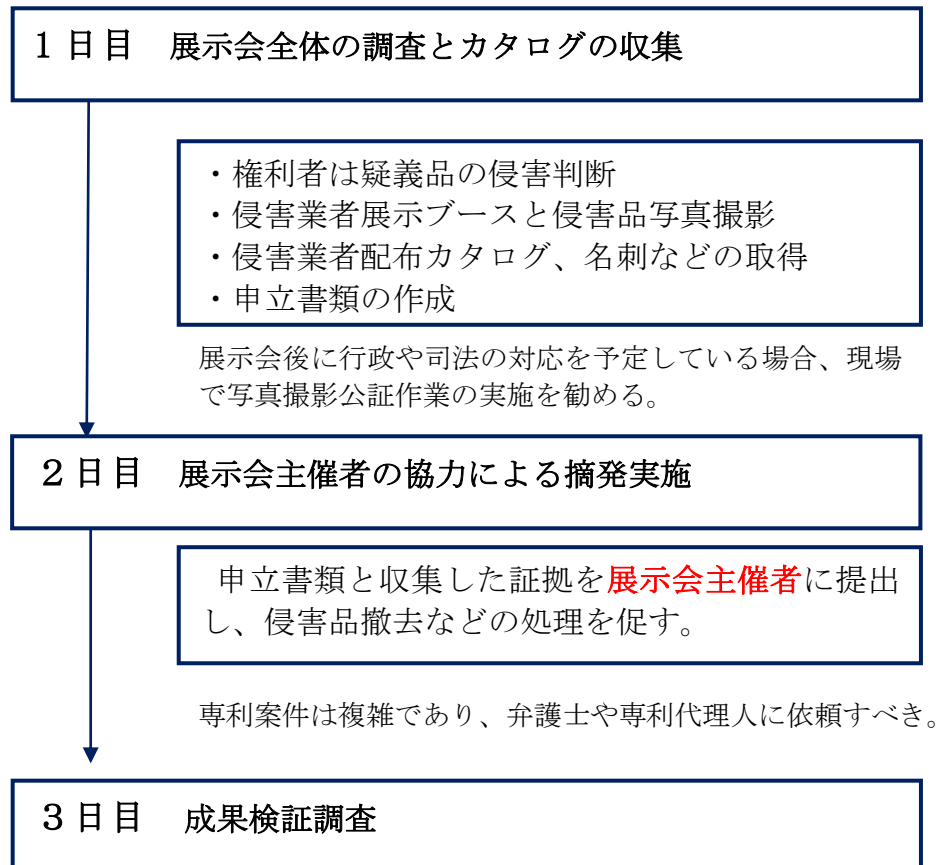 １日目　展示会全体の調査とカタログの収集
・権利者は疑義品の侵害判断
・侵害業者展示ブースと侵害品写真撮影
・侵害業者配布カタログ、名刺などの取得
・申立書類の作成
展示会後に行政や司法の対応を予定している場合、現場
で写真撮影公証作業の実施を勧める。
２日目　展示会主催者の協力による摘発実施
申立書類と収集した証拠を展示会主催者に提出
し、侵害品撤去などの処理を促す。
専利案件は複雑であり、弁護士や専利代理人に依頼すべき。
３日目　成果検証調査